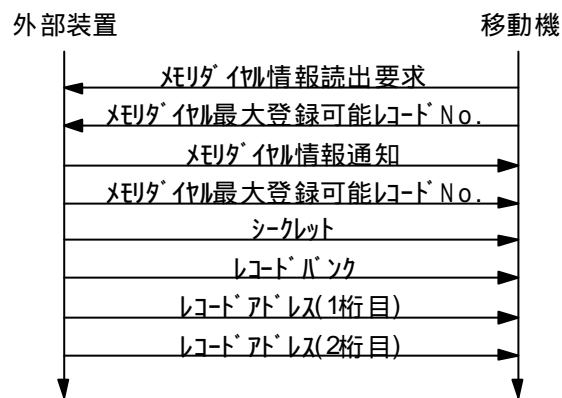 外部装置 移動機
ﾒﾓﾘﾀﾞｲﾔﾙ情報読出要求
ﾒﾓﾘﾀﾞｲﾔﾙ最大登録可能ﾚｺｰﾄﾞNo.
ﾒﾓﾘﾀﾞｲﾔﾙ情報通知
ﾒﾓﾘﾀﾞｲﾔﾙ最大登録可能ﾚｺｰﾄﾞNo.
ｼｰｸﾚｯﾄ
ﾚｺｰﾄﾞﾊﾞﾝｸ
ﾚｺｰﾄﾞｱﾄﾞﾚｽ(1桁目)
ﾚｺｰﾄﾞｱﾄﾞﾚｽ(2桁目)